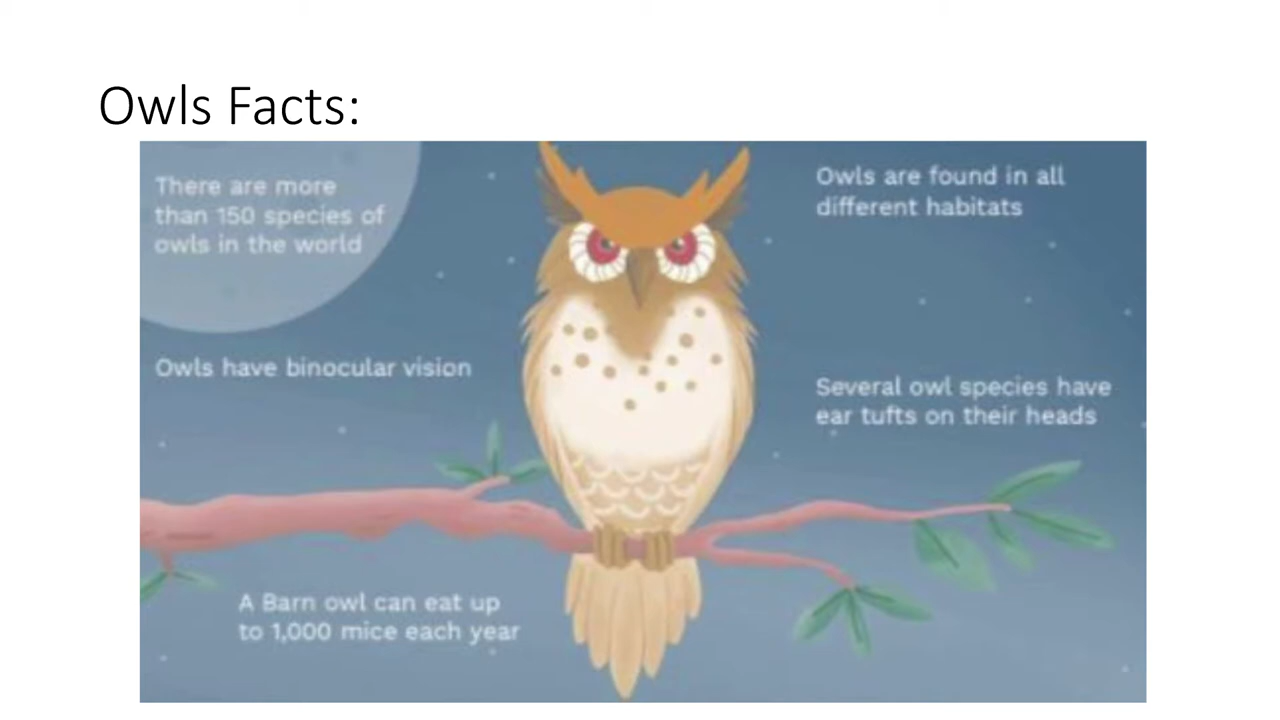 Owls Facts:
There are more
than 150 species of
owls in the world
Owls are found in all
different habitats
Owls have binocular vision
Several owl species have
ear tufts on their heads
A Barn owl can eat up
to 1,000 mice each year